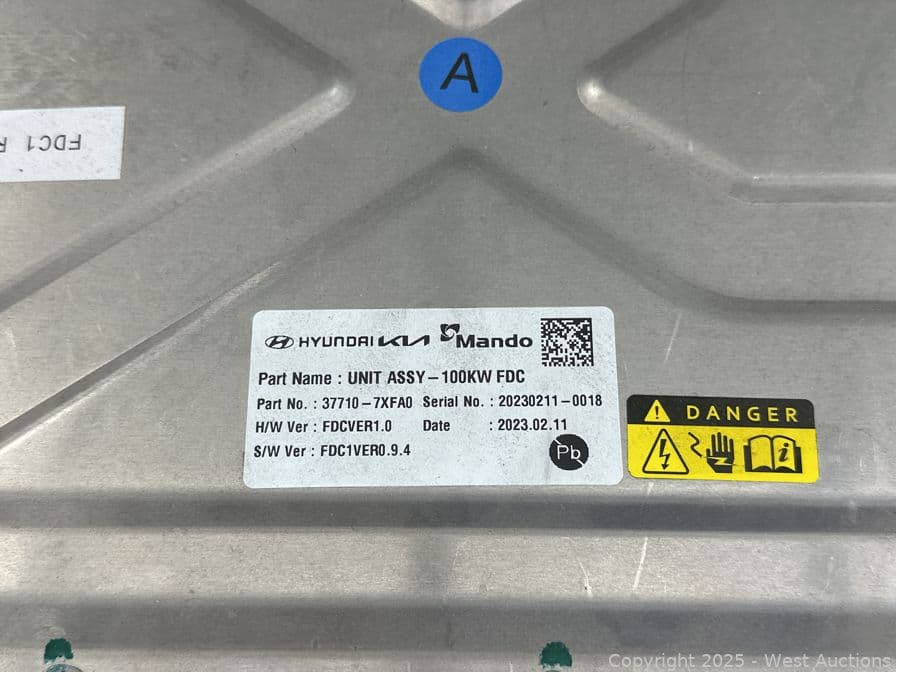 A
FDC1
HYUNDAI KIA Mando
Part Name : UNIT ASSY-100KW FDC
Part No. : 37710-7XFA0 Serial No. : 20230211-0018
H/W Ver : FDCVER1.0 Date : 2023.02.11
S/W Ver : FDC1VER0.9.4
Pb
DANGER
i
Copyright 2025 - West Auctions